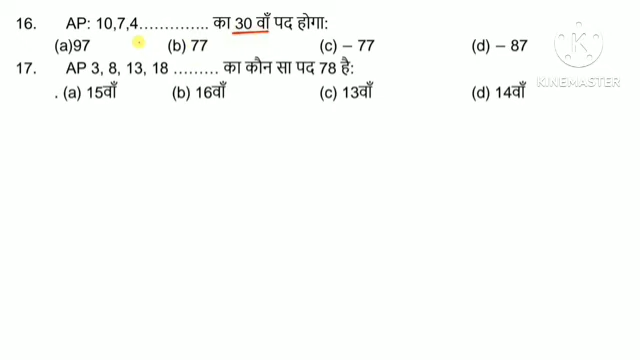 16. AP: 10,7,4.............. का 30 वाँ पद होगा:
(a)97 (b) 77 (c) – 77 (d) – 87
17. AP 3, 8, 13, 18 ......... का कौन सा पद 78 है:
. (a) 15वाँ (b) 16वाँ (c) 13वाँ (d) 14वाँ
KINEMASTER